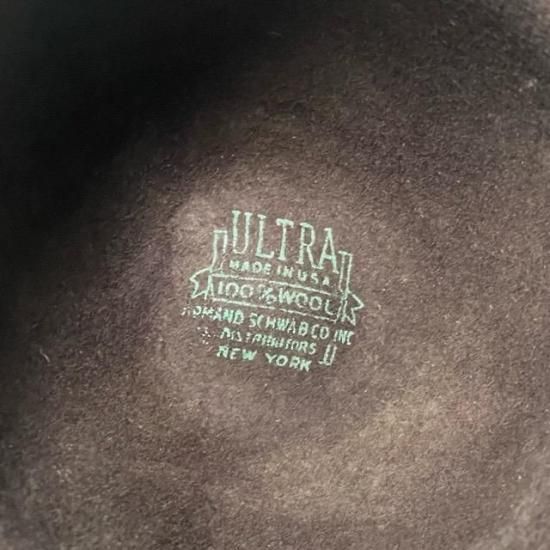 ULTRA
MADE IN U.S.A.
100% WOOL
SCHWAB CO INC
DISTRIBUTORS
NEW YORK